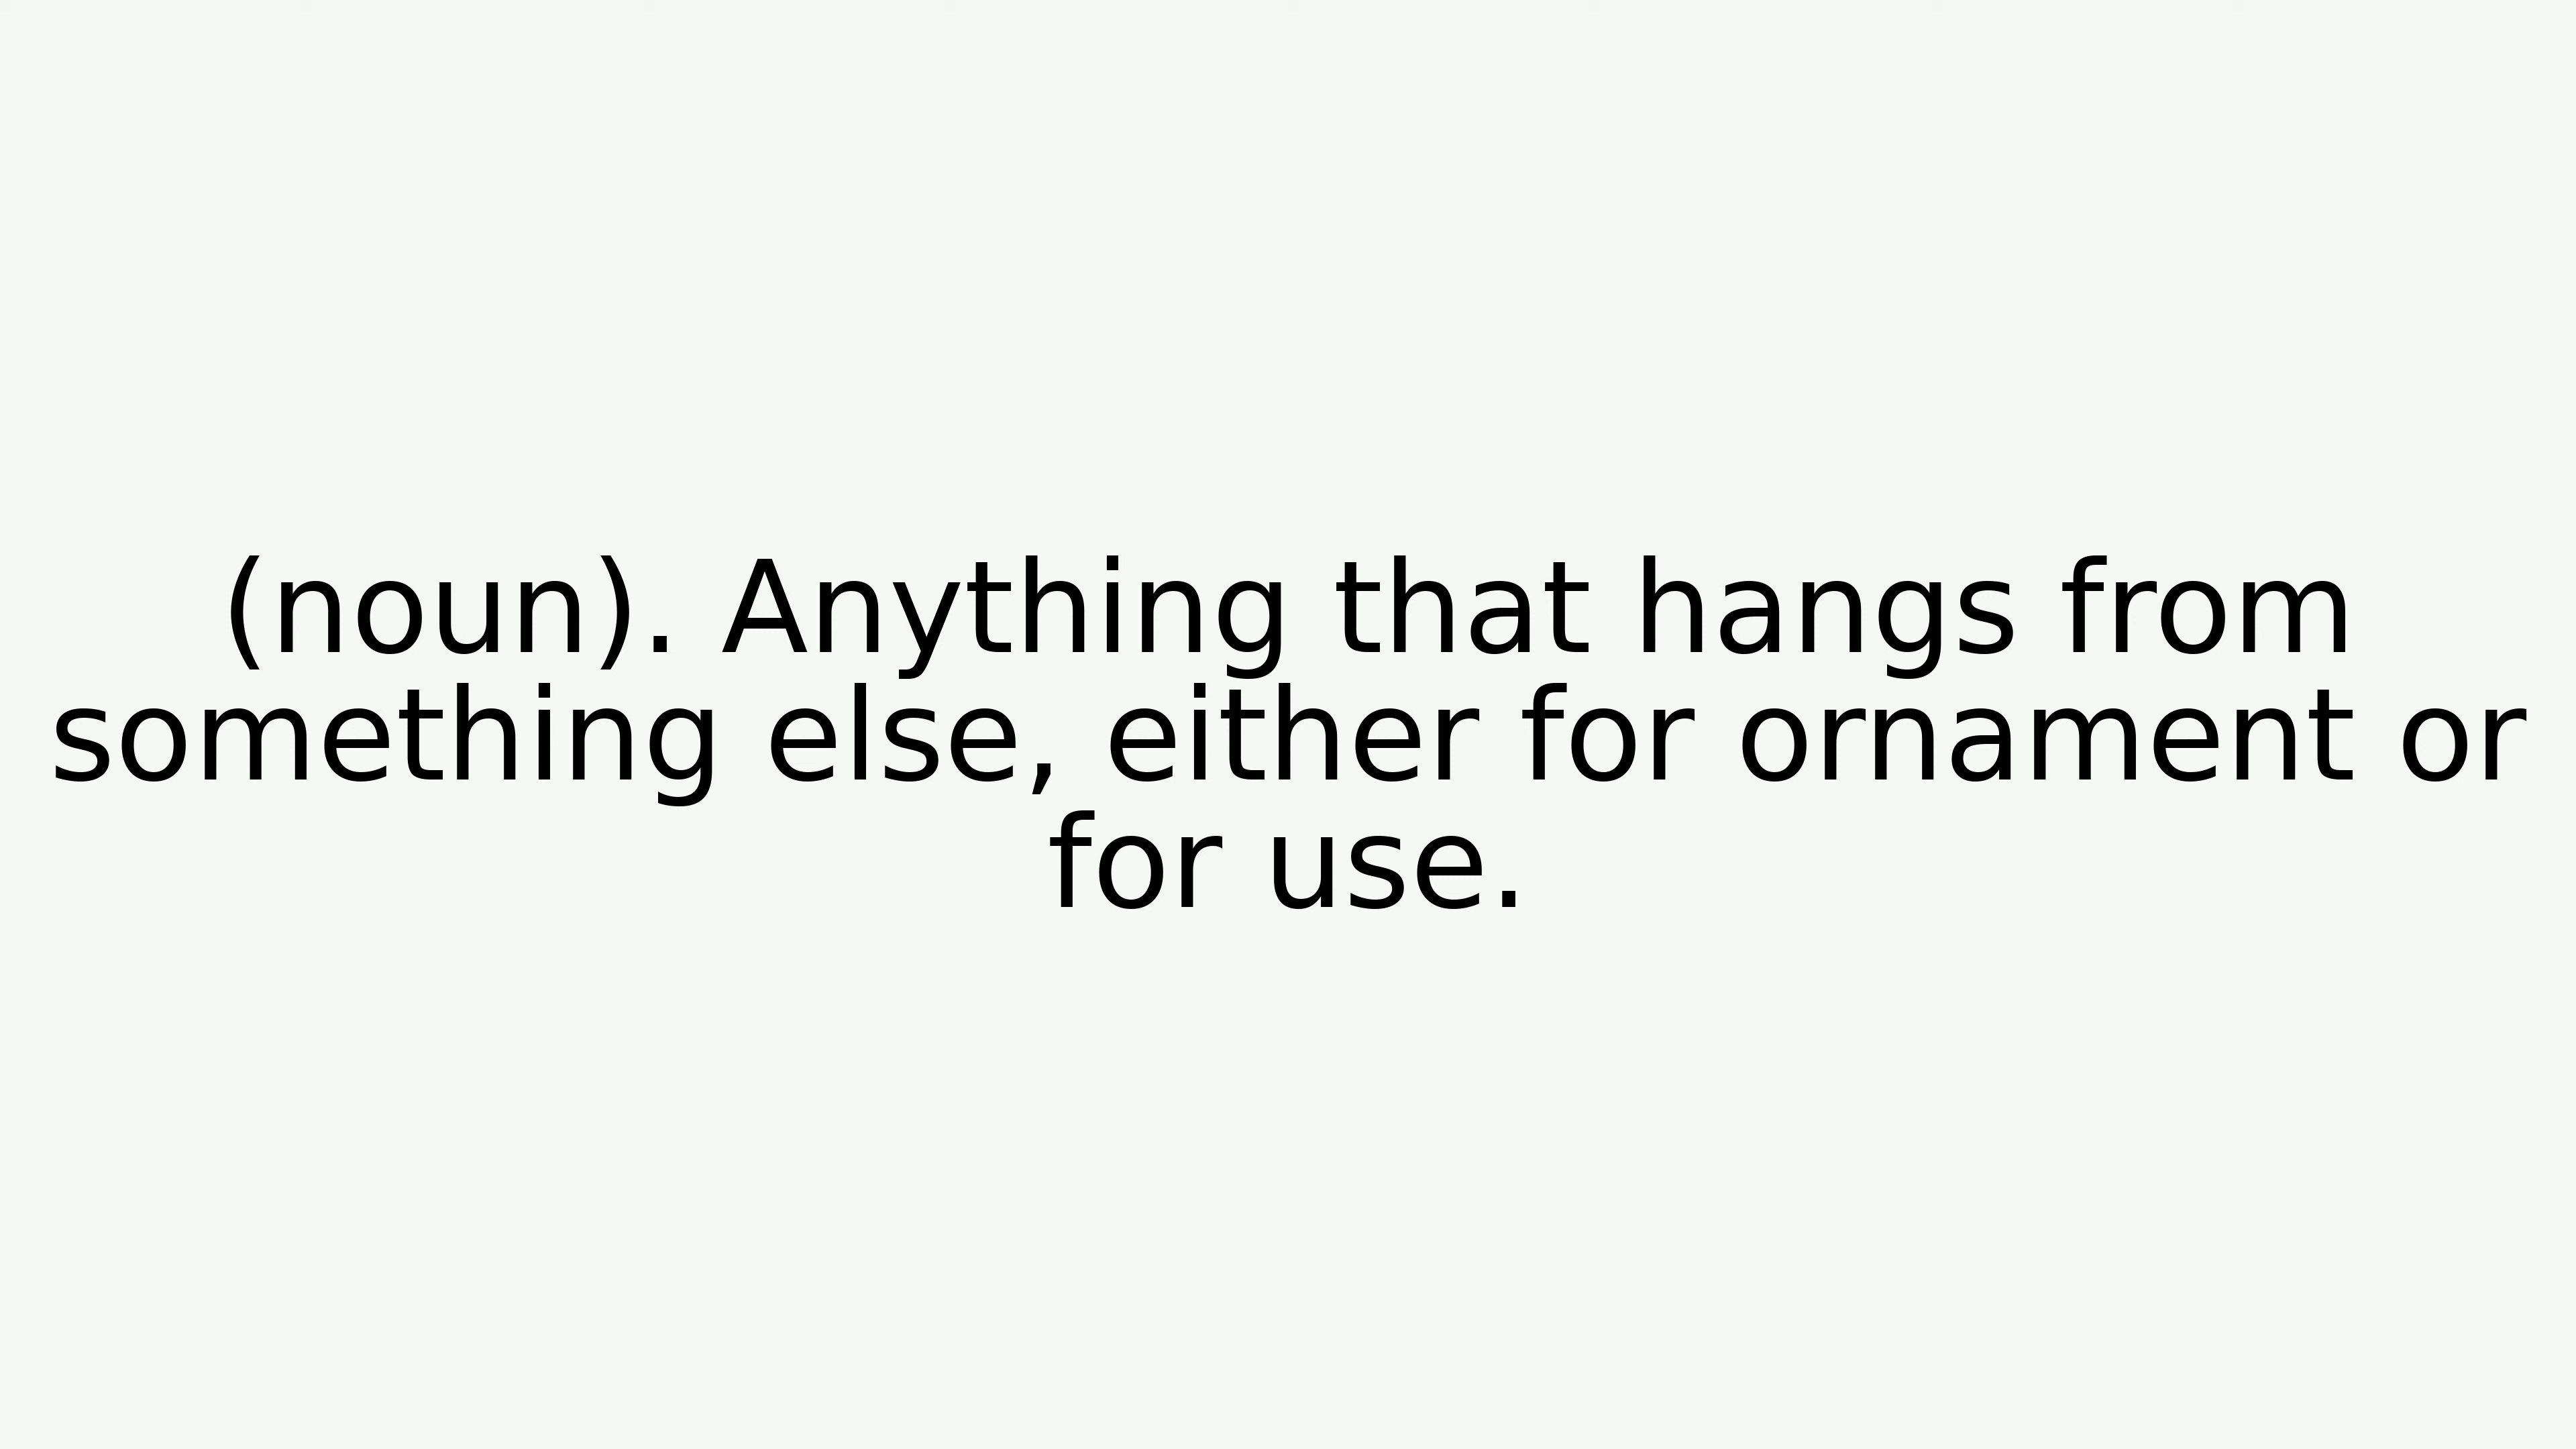 (noun). Anything that hangs from
something else, either for ornament or
for use.